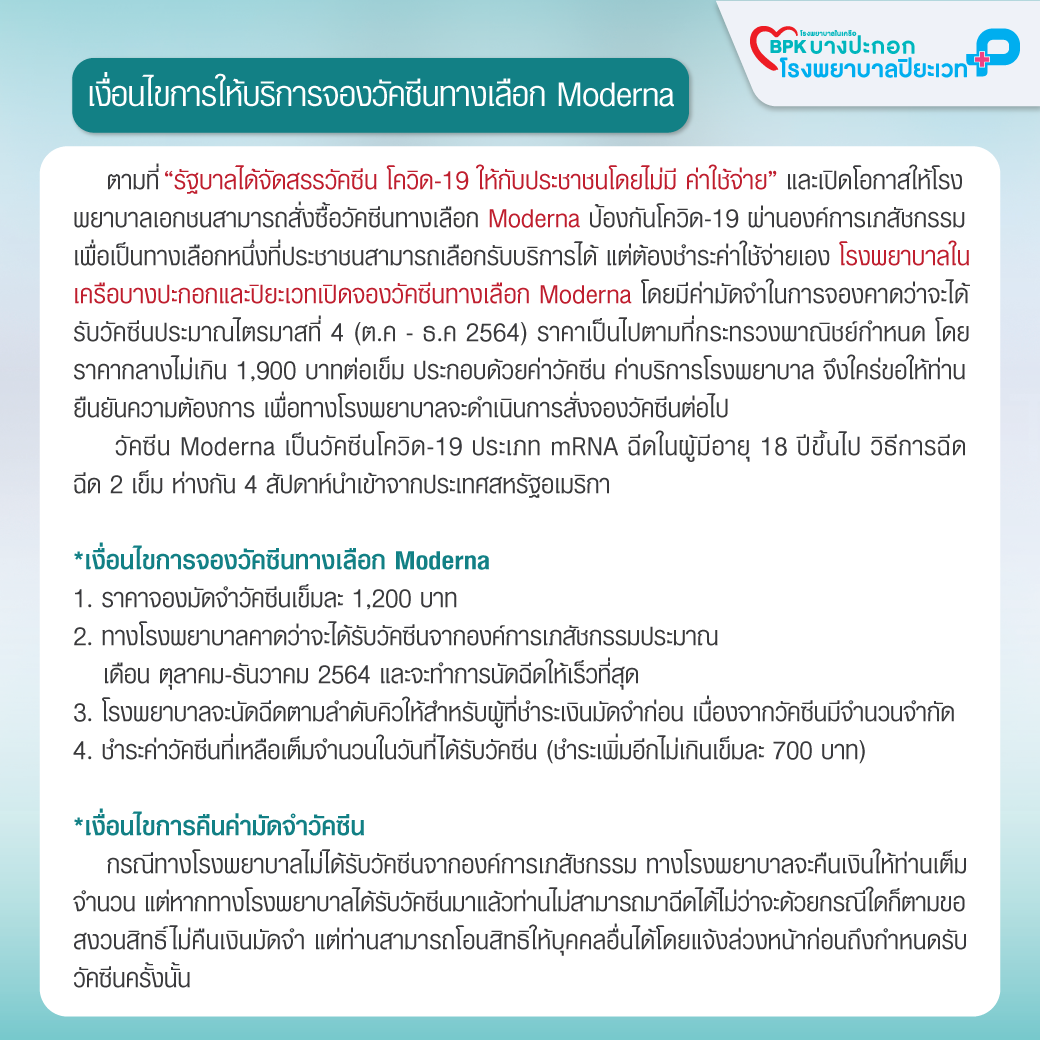 โรงพยาบาลในเครือ
BPK บางปะกอก
โรงพยาบาลปิยะเวท
เงื่อนไขการให้บริการจองวัคซีนทางเลือก Moderna
ตามที่ “รัฐบาลได้จัดสรรวัคซีน โควิด-19 ให้กับประชาชนโดยไม่มี ค่าใช้จ่าย” และเปิดโอกาสให้โรง
พยาบาลเอกชนสามารถสั่งซื้อวัคซีนทางเลือก Moderna ป้องกันโควิด-19 ผ่านองค์การเภสัชกรรม
เพื่อเป็นทางเลือกหนึ่งที่ประชาชนสามารถเลือกรับบริการได้ แต่ต้องชำระค่าใช้จ่ายเอง โรงพยาบาลใน
เครือบางปะกอกและปิยะเวทเปิดจองวัคซีนทางเลือก Moderna โดยมีค่ามัดจำในการจองคาดว่าจะได้
รับวัคซีนประมาณไตรมาสที่ 4 (ต.ค - ธ.ค 2564) ราคาเป็นไปตามที่กระทรวงพาณิชย์กำหนด โดย
ราคากลางไม่เกิน 1,900 บาทต่อเข็ม ประกอบด้วยค่าวัคซีน ค่าบริการโรงพยาบาล จึงใคร่ขอให้ท่าน
ยืนยันความต้องการ เพื่อทางโรงพยาบาลจะดำเนินการสั่งจองวัคซีนต่อไป
วัคซีน Moderna เป็นวัคซีนโควิด-19 ประเภท mRNA ฉีดในผู้มีอายุ 18 ปีขึ้นไป วิธีการฉีด
ฉีด 2 เข็ม ห่างกัน 4 สัปดาห์นำเข้าจากประเทศสหรัฐอเมริกา
*เงื่อนไขการจองวัคซีนทางเลือก Moderna
1. ราคาจองมัดจำวัคซีนเข็มละ 1,200 บาท
2. ทางโรงพยาบาลคาดว่าจะได้รับวัคซีนจากองค์การเภสัชกรรมประมาณ
เดือน ตุลาคม-ธันวาคม 2564 และจะทำการนัดฉีดให้เร็วที่สุด
3. โรงพยาบาลจะนัดฉีดตามลำดับคิวให้สำหรับผู้ที่ชำระเงินมัดจำก่อน เนื่องจากวัคซีนมีจำนวนจำกัด
4. ชำระค่าวัคซีนที่เหลือเต็มจำนวนในวันที่ได้รับวัคซีน (ชำระเพิ่มอีกไม่เกินเข็มละ 700 บาท)
*เงื่อนไขการคืนค่ามัดจำวัคซีน
กรณีทางโรงพยาบาลไม่ได้รับวัคซีนจากองค์การเภสัชกรรม ทางโรงพยาบาลจะคืนเงินให้ท่านเต็ม
จำนวน แต่หากทางโรงพยาบาลได้รับวัคซีนมาแล้วท่านไม่สามารถมาฉีดได้ไม่ว่าจะด้วยกรณีใดก็ตามขอ
สงวนสิทธิ์ไม่คืนเงินมัดจำ แต่ท่านสามารถโอนสิทธิให้บุคคลอื่นได้โดยแจ้งล่วงหน้าก่อนถึงกำหนดรับ
วัคซีนครั้งนั้น